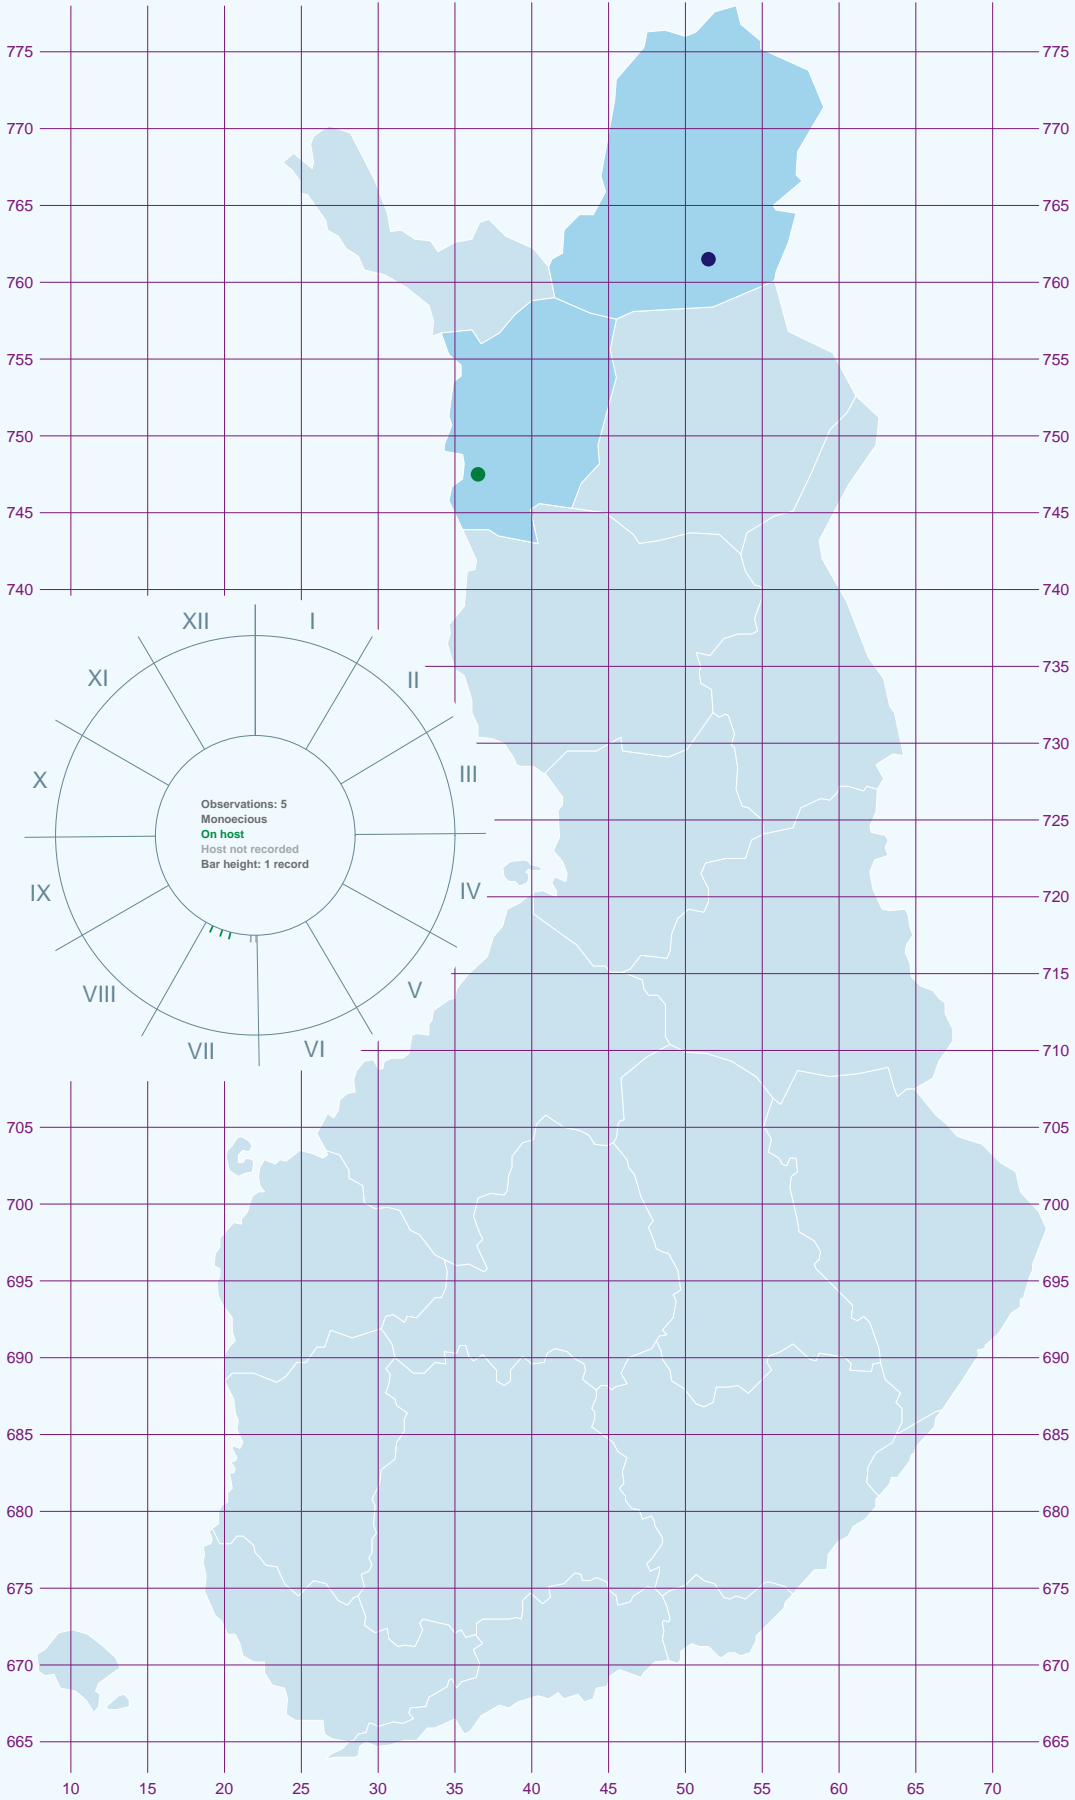 775 775
770 770
765 765
760 760
755 755
750 750
745 745
740 740
XII I
XI II
735
730
X III
Observations: 5
Monoecious
On host
Host not recorded
Bar height: 1 record
725
IX IV
720
VIII V
715
VII VI
710
705 705
700 700
695 695
690 690
685 685
680 680
675 675
670 670
665 665
10 15 20 25 30 35 40 45 50 55 60 65 70